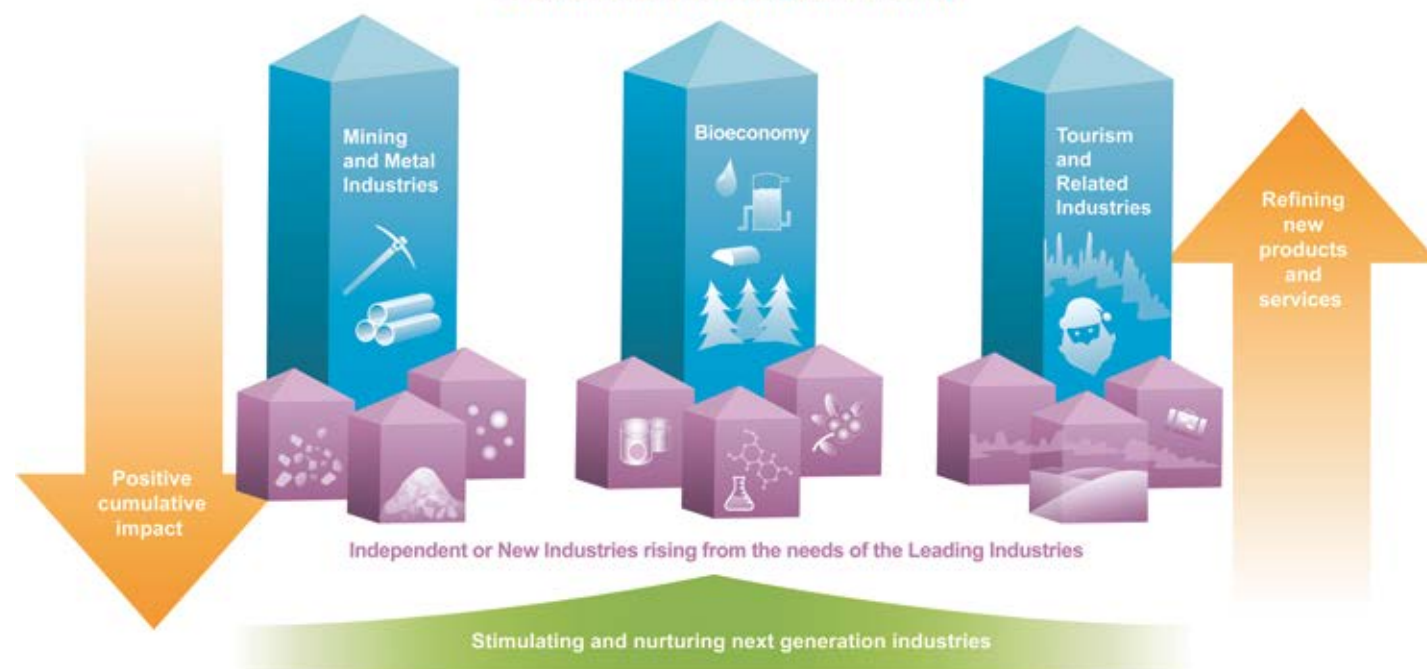 Mining
and Metal
Industries
Bioeconomy
Tourism
and
Related
Industries
Refining
new
products
and
services
Positive
cumulative
impact
Independent or New Industries rising from the needs of the Leading Industries
Stimulating and nurturing next generation industries